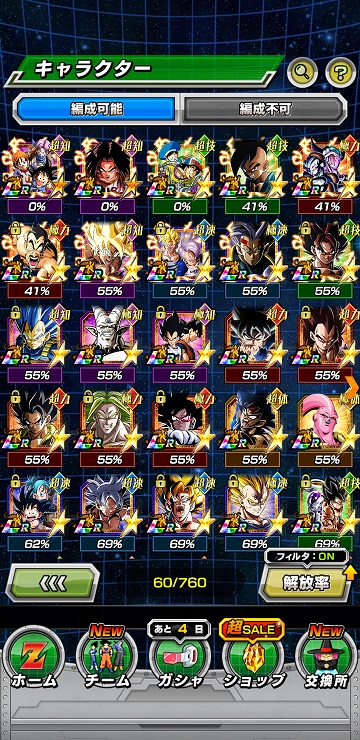 キャラクター
編成可能 編成不可
超知 超知 超技 超技 極技
0% 0% 0% 41% 41%
極力 超知 極速
41% 55% 55% 55% 55%
超知
55% 55% 55% 55% 55%
超力 極知 超体
55% 55% 55% 55% 55%
超速 超技
62% 69% 69% 69% 69%
フィルタ：ON
60/760
解放率
New あと4日 超SALE New
ホーム チーム ガシャ ショップ 交換所